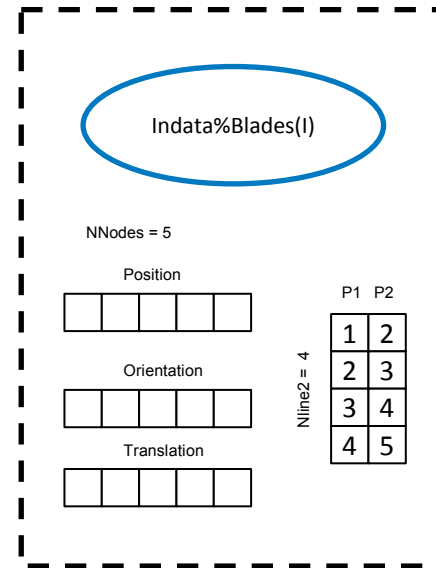 Indata%Blades(I)
NNodes = 5
Position
Orientation
Translation
Nline2 = 4
P1 P2
1 2
2 3
3 4
4 5